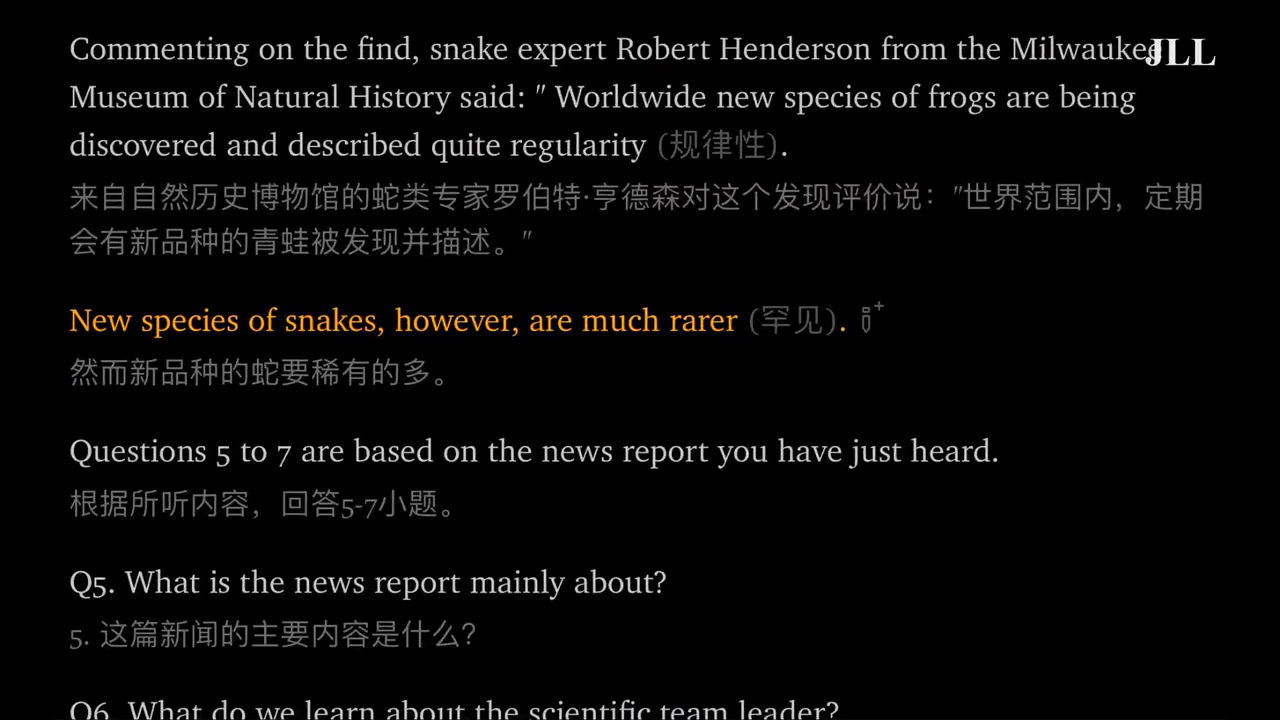 Commenting on the find, snake expert Robert Henderson from the Milwaukee
JLL
Museum of Natural History said: " Worldwide new species of frogs are being
discovered and described quite regularity (规律性).
来自自然历史博物馆的蛇类专家罗伯特·亨德森对这个发现评价说："世界范围内，定期
会有新品种的青蛙被发现并描述。"
New species of snakes, however, are much rarer (罕见).
然而新品种的蛇要稀有的多。
Questions 5 to 7 are based on the news report you have just heard.
根据所听内容，回答5-7小题。
Q5. What is the news report mainly about?
5. 这篇新闻的主要内容是什么?
Q6. What do we learn about the scientific team leader?